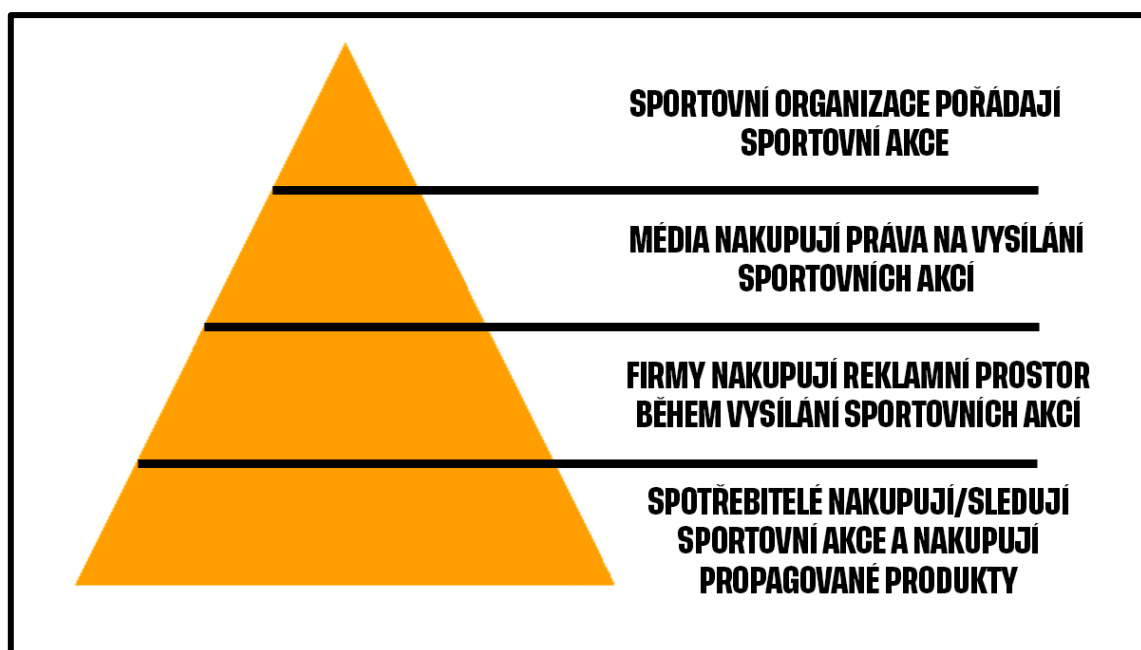 SPORTOVNÍ ORGANIZACE POŘÁDAJÍ
SPORTOVNÍ AKCE
MÉDIA NAKUPUJÍ PRÁVA NA VYSÍLÁNÍ
SPORTOVNÍCH AKCÍ
FIRMY NAKUPUJÍ REKLAMNÍ PROSTOR
BĚHEM VYSÍLÁNÍ SPORTOVNÍCH AKCÍ
SPOTŘEBITELÉ NAKUPUJÍ/SLEDUJÍ
SPORTOVNÍ AKCE A NAKUPUJÍ
PROPAGOVANÉ PRODUKTY